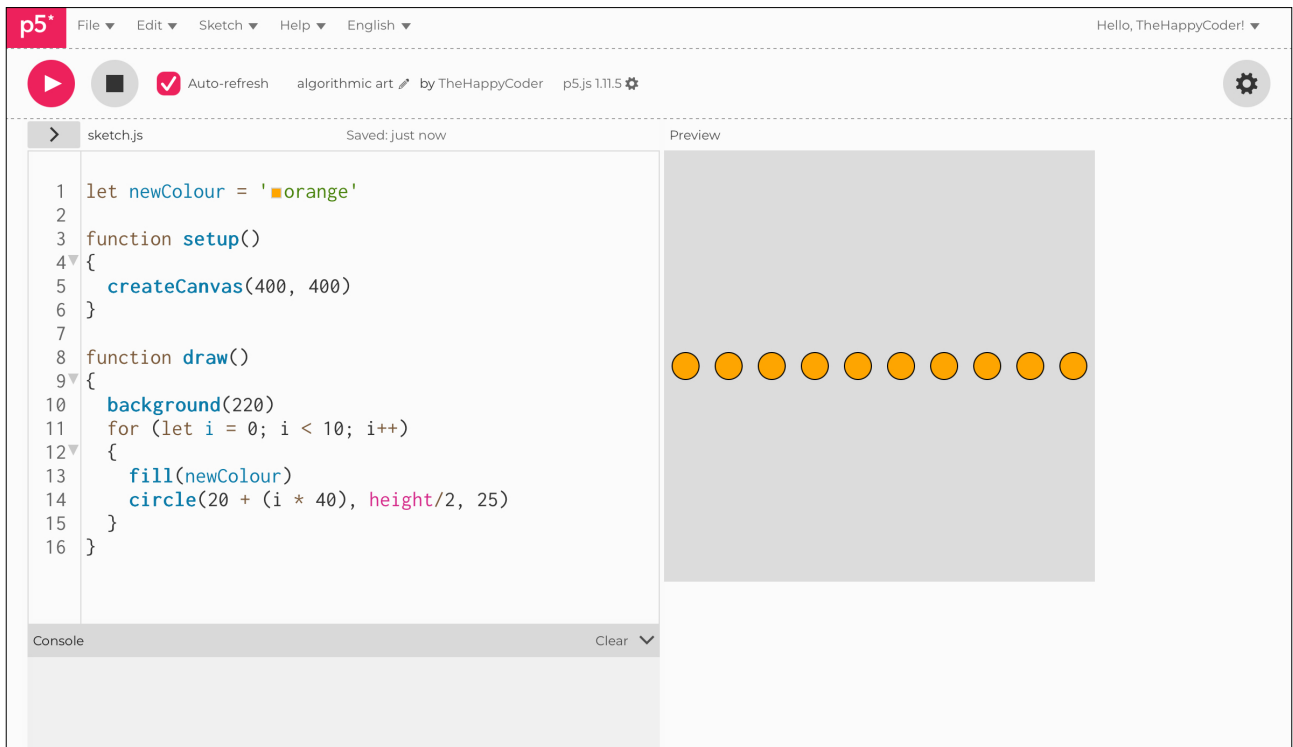 p5* File Edit Sketch Help English Hello, TheHappyCoder!
Auto-refresh algorithmic art by TheHappyCoder p5.js 1.11.5
sketch.js Saved: just now Preview
1 let newColour = 'orange'
2
3 function setup()
4 {
5 createCanvas(400, 400)
6 }
7
8 function draw()
9 {
10 background(220)
11 for (let i = 0; i < 10; i++)
12 {
13 fill(newColour)
14 circle(20 + (i * 40), height/2, 25)
15 }
16 }
Console Clear